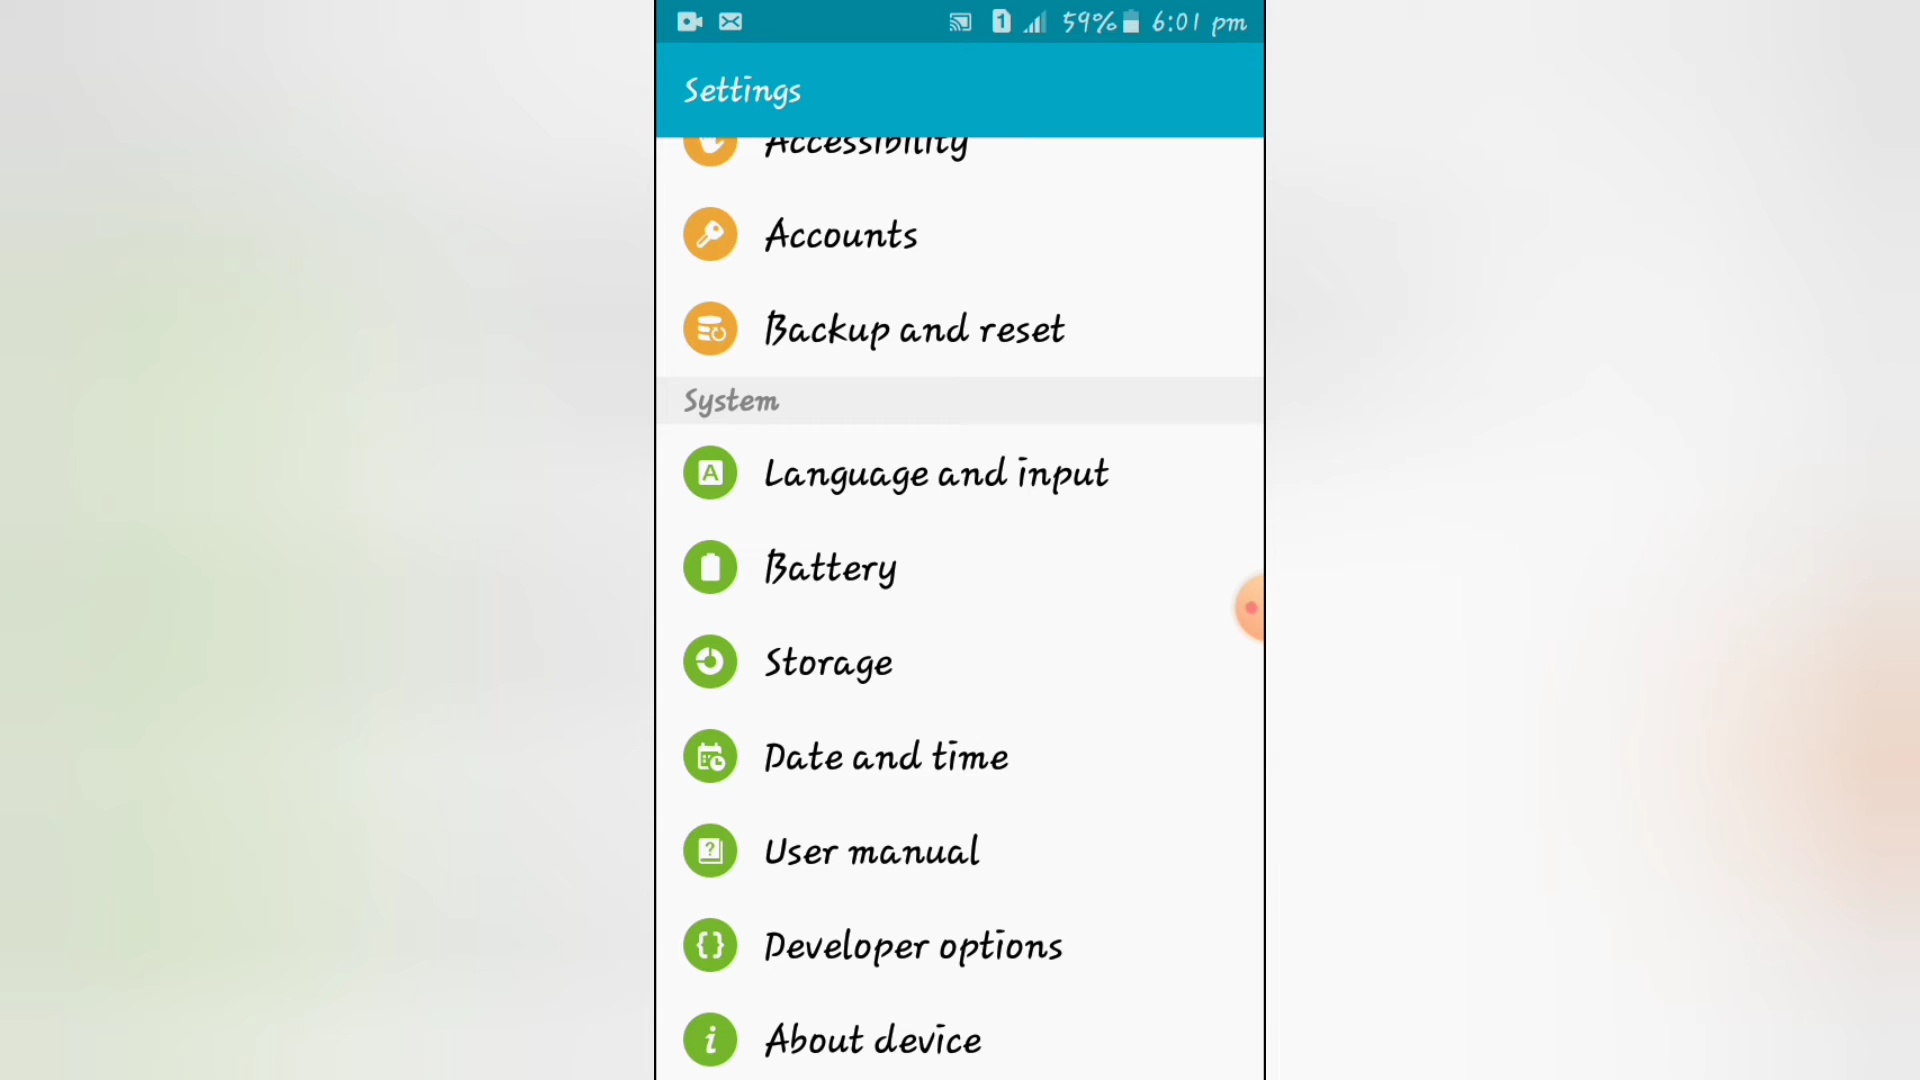 1 59% 6:01 pm
Settings
Accessibility
Accounts
Backup and reset
System
A Language and input
Battery
Storage
Date and time
? User manual
{} Developer options
i About device